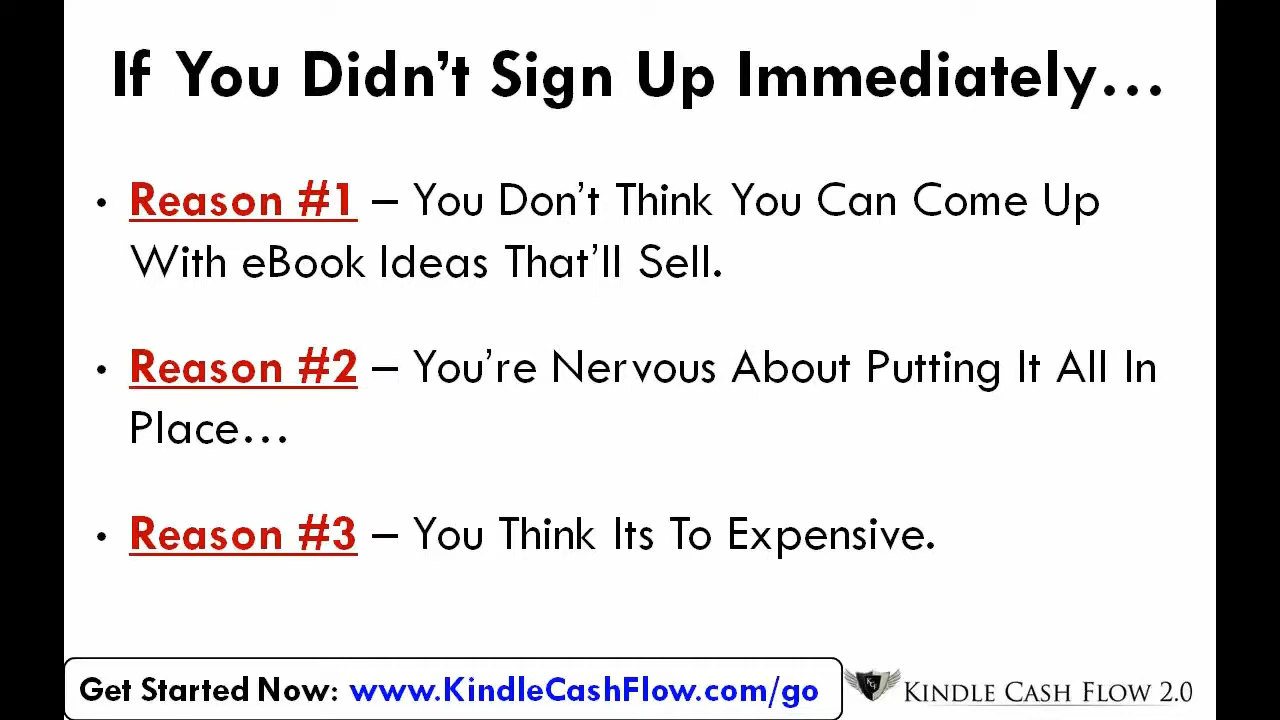 If You Didn’t Sign Up Immediately…
• Reason #1 – You Don’t Think You Can Come Up
With eBook Ideas That’ll Sell.
• Reason #2 – You’re Nervous About Putting It All In
Place…
• Reason #3 – You Think Its To Expensive.
Get Started Now: www.KindleCashFlow.com/go
KINDLE CASH FLOW 2.0